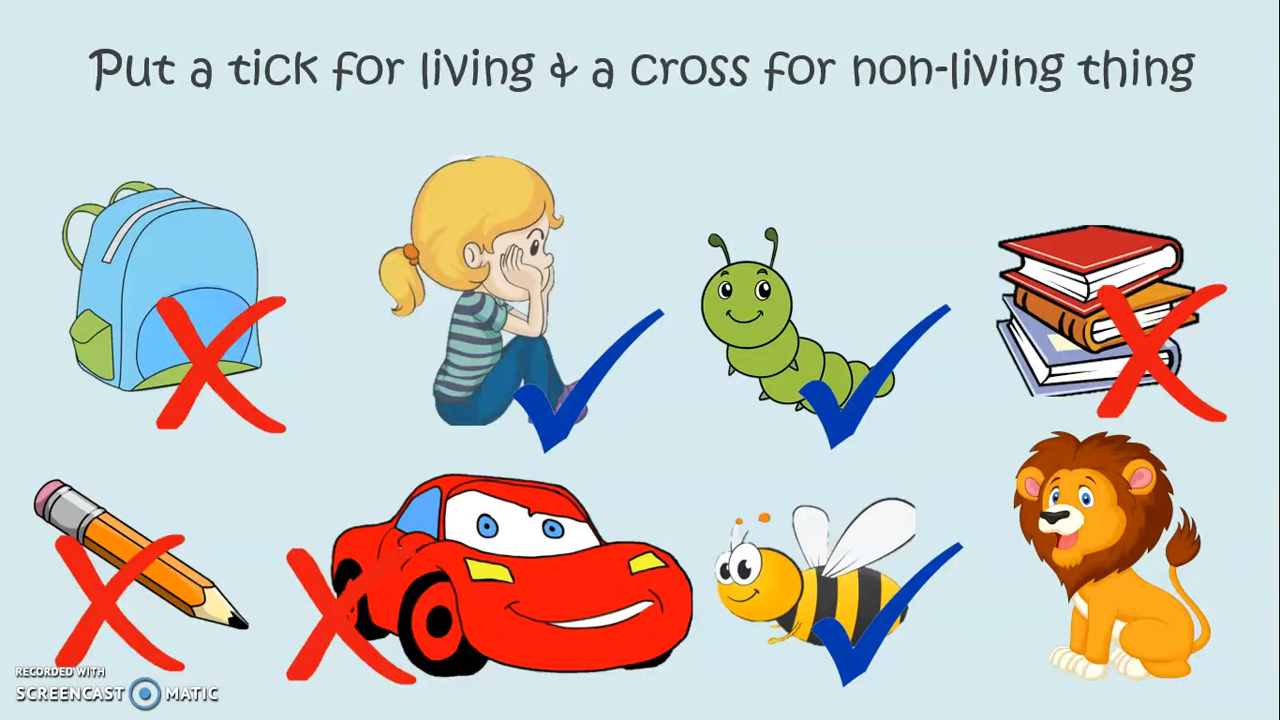 Put a tick for living & a cross for non-living thing
RECORDED WITH
SCREENCAST MATIC